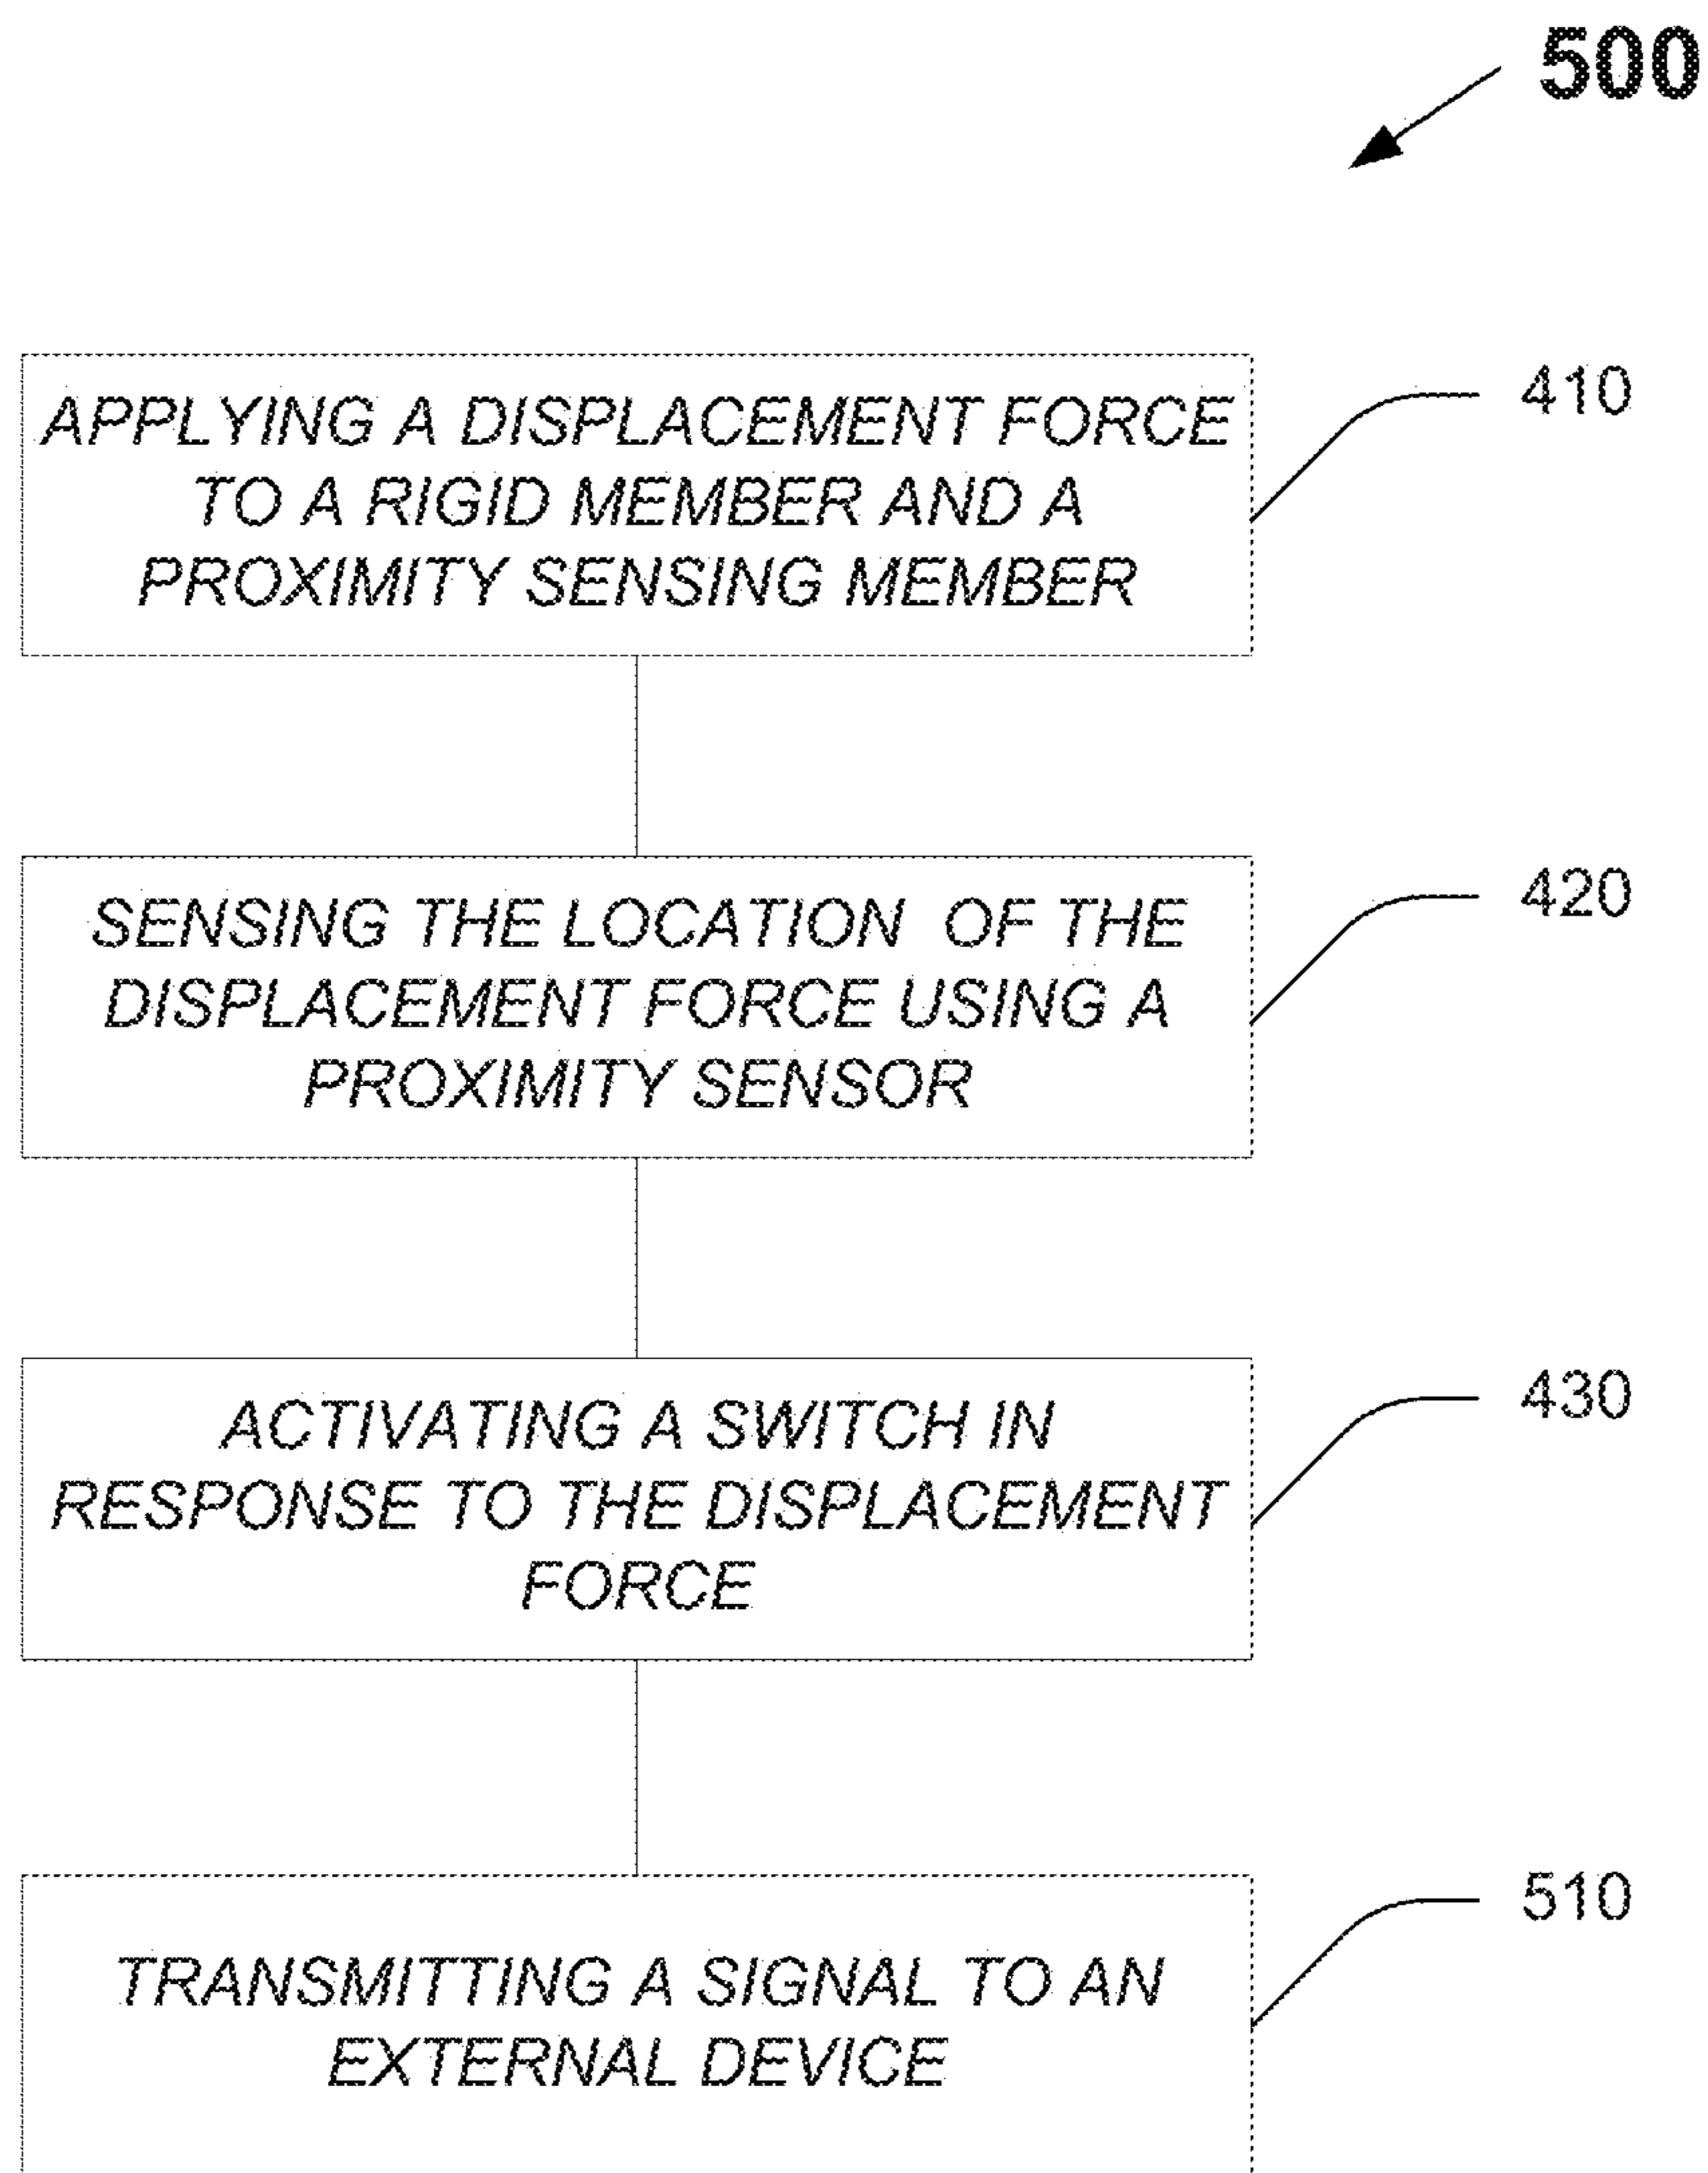 500
APPLYING A DISPLACEMENT FORCE
TO A RIGID MEMBER AND A
PROXIMITY SENSING MEMBER
410
SENSING THE LOCATION OF THE
DISPLACEMENT FORCE USING A
PROXIMITY SENSOR
420
ACTIVATING A SWITCH IN
RESPONSE TO THE DISPLACEMENT
FORCE
430
TRANSMITTING A SIGNAL TO AN
EXTERNAL DEVICE
510